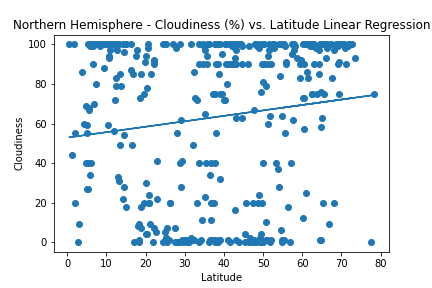 Northern Hemisphere - Cloudiness (%) vs. Latitude Linear Regression
100
80
60
40
20
0
Cloudiness
0 10 20 30 40 50 60 70 80
Latitude